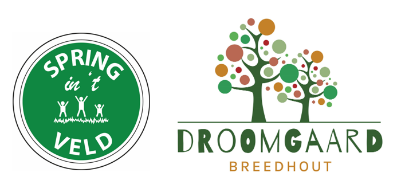 SPRING
in 't
VELD
DROOMGAARD
BREEDHOUT